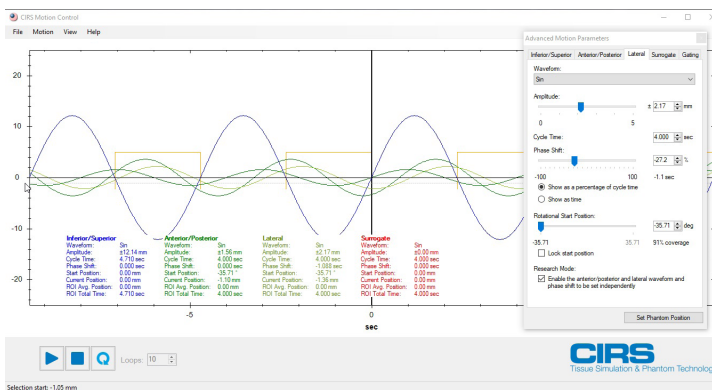 CIRS Motion Control
File Motion View Help
Advanced Motion Parameters
Inferior/Superior Anterior/Posterior Lateral Surrogate Gating
Waveform:
Sin
Amplitude:
± 2.17 mm
0 5
Cycle Time: 4.000 sec
Phase Shift:
-27.2 %
-100 100 -1.1 sec
Show as a percentage of cycle time
Show as time
Rotational Start Position:
-35.71 deg
-35.71 35.71 91% coverage
Lock start position
Research Mode:
Enable the anterior/posterior and lateral waveform and
phase shift to be set independently
Set Phantom Position
20
10
0
-10
-20
Inferior/Superior
Waveform: Sin
Amplitude: ±12.14 mm
Cycle Time: 4.710 sec
Phase Shift: 0.000 sec
Start Position: 0.00 mm
Current Position: 0.00 mm
ROI Avg. Position: 0.00 mm
ROI Total Time: 4.710 sec
Anterior/Posterior
Waveform: Sin
Amplitude: ±1.56 mm
Cycle Time: 4.000 sec
Phase Shift: 0.000 sec
Start Position: -35.71 °
Current Position: -1.10 mm
ROI Avg. Position: 0.00 mm
ROI Total Time: 4.000 sec
Lateral
Waveform: Sin
Amplitude: ±2.17 mm
Cycle Time: 4.000 sec
Phase Shift: -1.088 sec
Start Position: -35.71 °
Current Position: -1.36 mm
ROI Avg. Position: 0.00 mm
ROI Total Time: 4.000 sec
Surrogate
Waveform: Sin
Amplitude: ±0.00 mm
Cycle Time: 4.000 sec
Phase Shift: 0.000 sec
Start Position: 0.00 mm
Current Position: 0.00 mm
ROI Avg. Position: 0.00 mm
ROI Total Time: 4.000 sec
-5 0
sec
Loops: 10
CIRS
Tissue Simulation & Phantom Technolog
Selection start: -1.05 mm